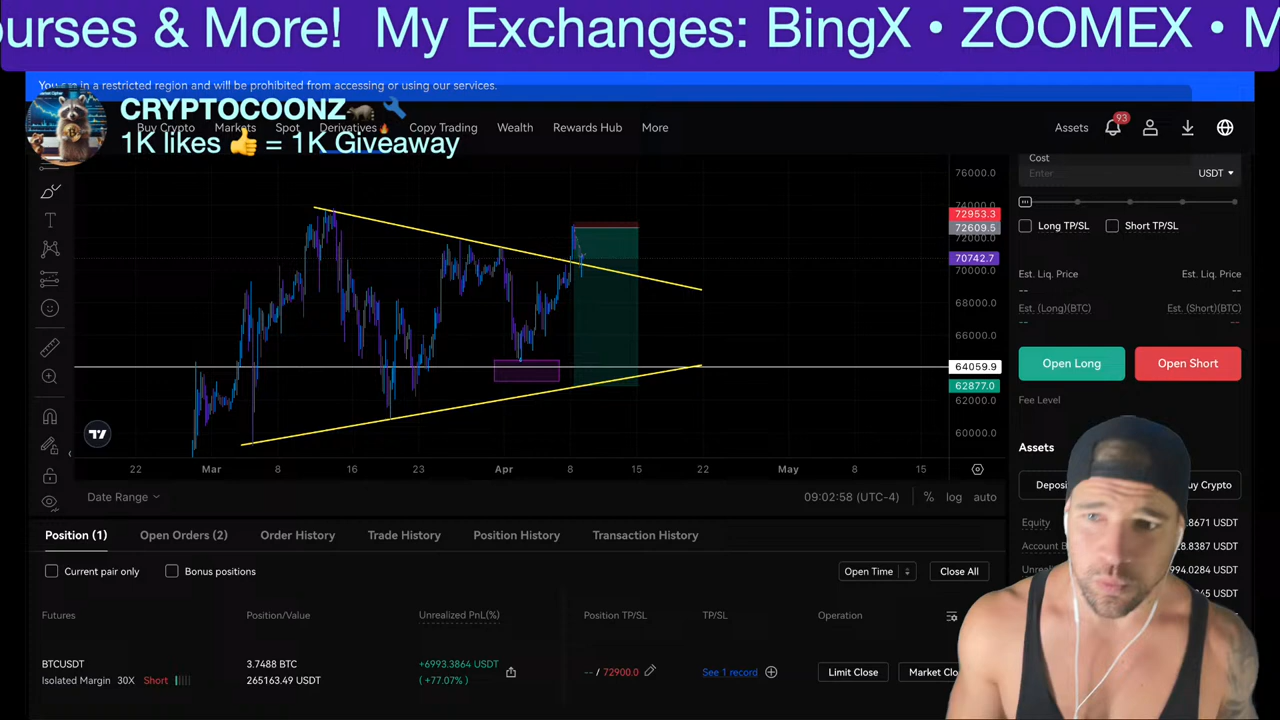 ourses & More! My Exchanges: BingX • ZOOMEX • M
You are in a restricted region and will be prohibited from accessing or using our services.
CRYPTOCOONZ
1K likes 👍 = 1K Giveaway
Buy Crypto Markets Spot Derivatives Copy Trading Wealth Rewards Hub More
Assets 93
Cost
Enter USDT
Long TP/SL Short TP/SL
76000.0
74000.0
72953.3
72609.5
72000.0
70742.7
70000.0
68000.0
66000.0
64059.9
62877.0
62000.0
60000.0
Est. Liq. Price Est. Liq. Price
-- --
Est. (Long)(BTC) Est. (Short)(BTC)
-- --
Open Long Open Short
Fee Level
22 Mar 8 16 23 Apr 8 15 22 May 8 15
Date Range 09:02:58 (UTC-4) % log auto
Assets
Deposi uy Crypto
Equity .8671 USDT
Account B 8.8387 USDT
Unrea 994.0284 USDT
USDT
Position (1) Open Orders (2) Order History Trade History Position History Transaction History
Current pair only Bonus positions Open Time Close All
Futures Position/Value Unrealized PnL(%) Position TP/SL TP/SL Operation
BTCUSDT 3.7488 BTC +6993.3864 USDT -- / 72900.0 See 1 record Limit Close Market Clo
Isolated Margin 30X Short 265163.49 USDT (+77.07%)